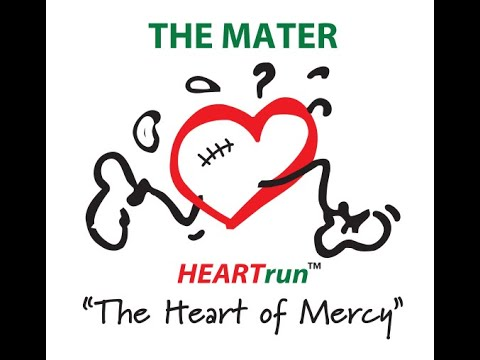 THE MATER
HEARTrun™
“The Heart of Mercy”